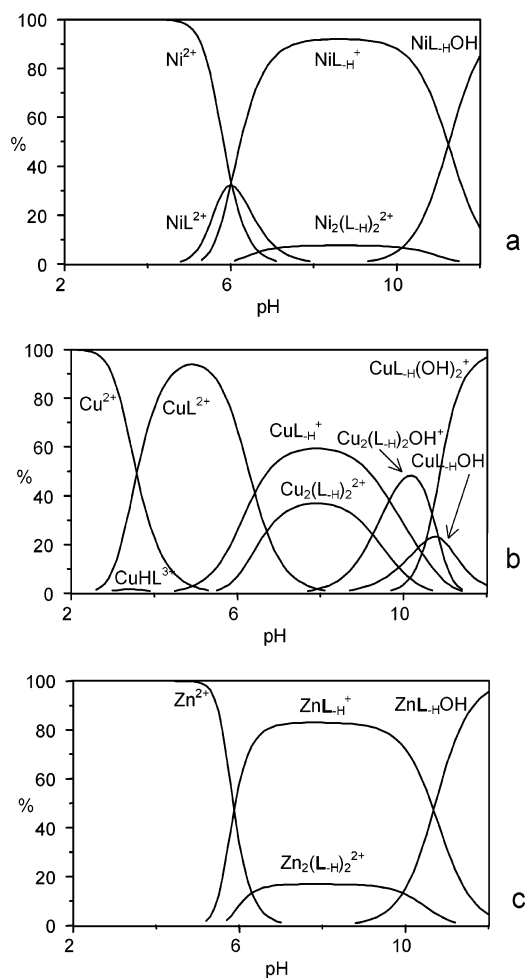 100
80
60
40
20
0
%
Ni²⁺
NiL₋H⁺
NiL₋HOH
NiL²⁺
Ni₂(L₋H)₂²⁺
2 6 10
pH
a
100
80
60
40
20
0
%
Cu²⁺
CuL²⁺
CuL₋H⁺
Cu₂(L₋H)₂²⁺
CuL₋H(OH)₂⁺
Cu₂(L₋H)₂OH⁺
CuL₋HOH
CuHL³⁺
2 6 10
pH
b
100
80
60
40
20
0
%
Zn²⁺
ZnL₋H⁺
ZnL₋HOH
Zn₂(L₋H)₂²⁺
2 6 10
pH
c